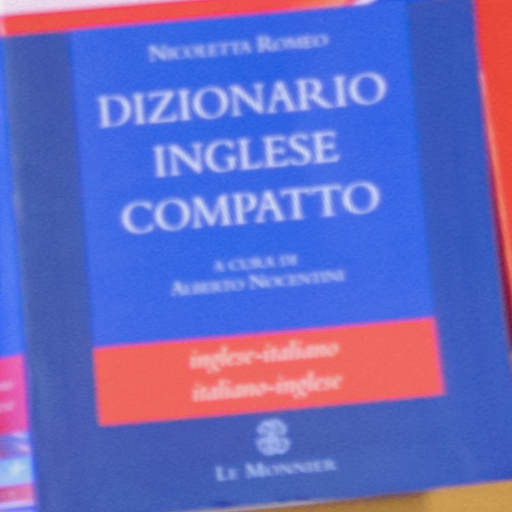 NICOLETTA ROMEO
DIZIONARIO
INGLESE
COMPATTO
A CURA DI
ALBERTO NOCENTINI
inglese-italiano
italiano-inglese
LE MONNIER